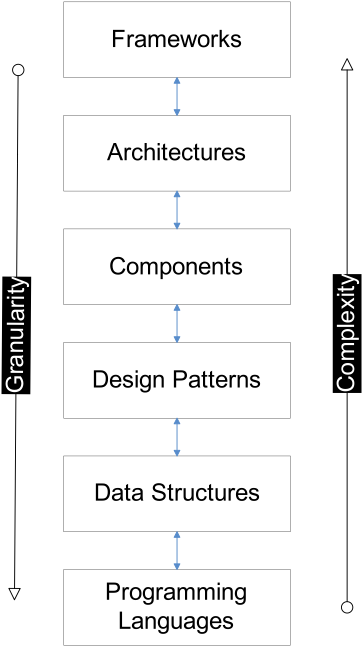 Frameworks
Architectures
Components
Granularity
Complexity
Design Patterns
Data Structures
Programming
Languages